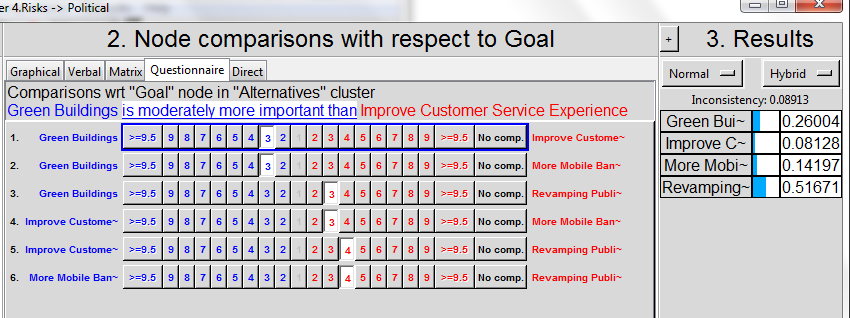 er 4.Risks -> Political
2. Node comparisons with respect to Goal
+ 3. Results
Graphical Verbal Matrix Questionnaire Direct
Normal Hybrid
Comparisons wrt "Goal" node in "Alternatives" cluster
Green Buildings is moderately more important than Improve Customer Service Experience
Inconsistency: 0.08913
Green Bui~ 0.26004
Improve C~ 0.08128
More Mobi~ 0.14197
Revamping~ 0.51671
1. Green Buildings >=9.5 9 8 7 6 5 4 3 2 1 2 3 4 5 6 7 8 9 >=9.5 No comp. Improve Custome~
2. Green Buildings >=9.5 9 8 7 6 5 4 3 2 1 2 3 4 5 6 7 8 9 >=9.5 No comp. More Mobile Ban~
3. Green Buildings >=9.5 9 8 7 6 5 4 3 2 1 2 3 4 5 6 7 8 9 >=9.5 No comp. Revamping Publi~
4. Improve Custome~ >=9.5 9 8 7 6 5 4 3 2 1 2 3 4 5 6 7 8 9 >=9.5 No comp. More Mobile Ban~
5. Improve Custome~ >=9.5 9 8 7 6 5 4 3 2 1 2 3 4 5 6 7 8 9 >=9.5 No comp. Revamping Publi~
6. More Mobile Ban~ >=9.5 9 8 7 6 5 4 3 2 1 2 3 4 5 6 7 8 9 >=9.5 No comp. Revamping Publi~